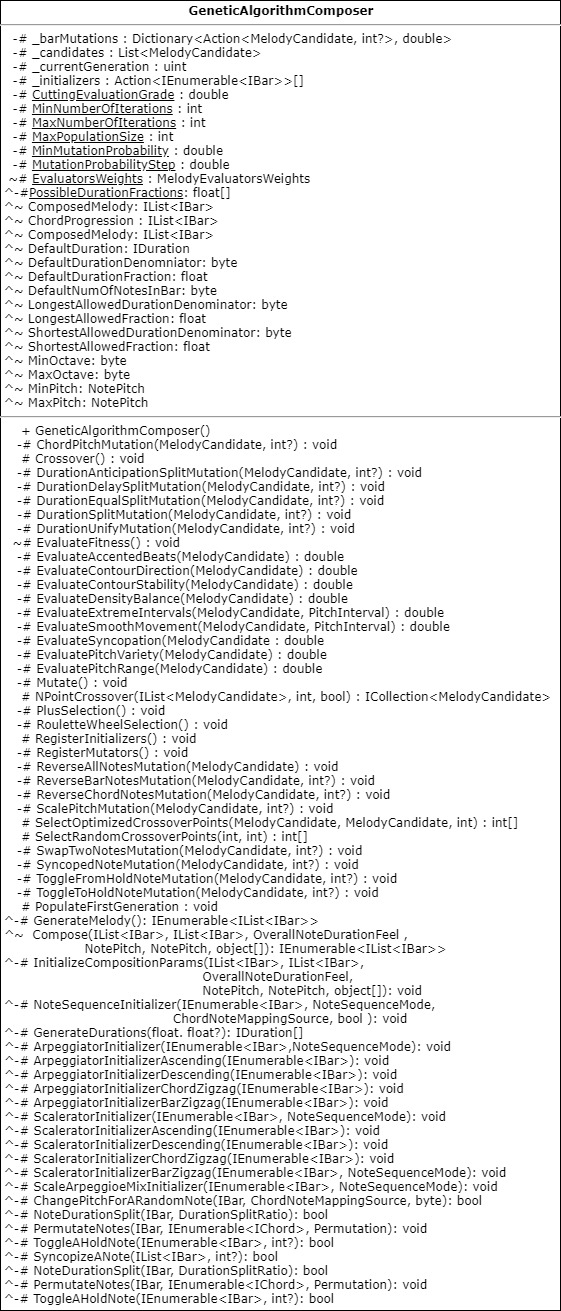 GeneticAlgorithmComposer
-# _barMutations : Dictionary<Action<MelodyCandidate, int?>, double>
-# _candidates : List<MelodyCandidate>
-# _currentGeneration : uint
-# _initializers : Action<IEnumerable<IBar>>[]
-# CuttingEvaluationGrade : double
-# MinNumberOfIterations : int
-# MaxNumberOfIterations : int
-# MaxPopulationSize : int
-# MinMutationProbability : double
-# MutationProbabilityStep : double
~# EvaluatorsWeights : MelodyEvaluatorsWeights
^-#PossibleDurationFractions: float[]
^~ ComposedMelody: IList<IBar>
^~ ChordProgression : IList<IBar>
^~ ComposedMelody: IList<IBar>
^~ DefaultDuration: IDuration
^~ DefaultDurationDenomniator: byte
^~ DefaultDurationFraction: float
^~ DefaultNumOfNotesInBar: byte
^~ LongestAllowedDurationDenominator: byte
^~ LongestAllowedFraction: float
^~ ShortestAllowedDurationDenominator: byte
^~ ShortestAllowedFraction: float
^~ MinOctave: byte
^~ MaxOctave: byte
^~ MinPitch: NotePitch
^~ MaxPitch: NotePitch
+ GeneticAlgorithmComposer()
-# ChordPitchMutation(MelodyCandidate, int?) : void
# Crossover() : void
-# DurationAnticipationSplitMutation(MelodyCandidate, int?) : void
-# DurationDelaySplitMutation(MelodyCandidate, int?) : void
-# DurationEqualSplitMutation(MelodyCandidate, int?) : void
-# DurationSplitMutation(MelodyCandidate, int?) : void
-# DurationUnifyMutation(MelodyCandidate, int?) : void
~# EvaluateFitness() : void
-# EvaluateAccentedBeats(MelodyCandidate) : double
-# EvaluateContourDirection(MelodyCandidate) : double
-# EvaluateContourStability(MelodyCandidate) : double
-# EvaluateDensityBalance(MelodyCandidate) : double
-# EvaluateExtremeIntervals(MelodyCandidate, PitchInterval) : double
-# EvaluateSmoothMovement(MelodyCandidate, PitchInterval) : double
-# EvaluateSyncopation(MelodyCandidate : double
-# EvaluatePitchVariety(MelodyCandidate) : double
-# EvaluatePitchRange(MelodyCandidate) : double
-# Mutate() : void
# NPointCrossover(IList<MelodyCandidate>, int, bool) : ICollection<MelodyCandidate>
-# PlusSelection() : void
-# RouletteWheelSelection() : void
# RegisterInitializers() : void
-# RegisterMutators() : void
-# ReverseAllNotesMutation(MelodyCandidate) : void
-# ReverseBarNotesMutation(MelodyCandidate, int?) : void
-# ReverseChordNotesMutation(MelodyCandidate, int?) : void
-# ScalePitchMutation(MelodyCandidate, int?) : void
# SelectOptimizedCrossoverPoints(MelodyCandidate, MelodyCandidate, int) : int[]
# SelectRandomCrossoverPoints(int, int) : int[]
-# SwapTwoNotesMutation(MelodyCandidate, int?) : void
-# SyncopedNoteMutation(MelodyCandidate, int?) : void
-# ToggleFromHoldNoteMutation(MelodyCandidate, int?) : void
-# ToggleToHoldNoteMutation(MelodyCandidate, int?) : void
# PopulateFirstGeneration : void
^-# GenerateMelody(): IEnumerable<IList<IBar>>
^~ Compose(IList<IBar>, IList<IBar>, OverallNoteDurationFeel ,
NotePitch, NotePitch, object[]): IEnumerable<IList<IBar>>
^-# InitializeCompositionParams(IList<IBar>, IList<IBar>,
OverallNoteDurationFeel,
NotePitch, NotePitch, object[]): void
^-# NoteSequenceInitializer(IEnumerable<IBar>, NoteSequenceMode,
ChordNoteMappingSource, bool ): void
^-# GenerateDurations(float. float?): IDuration[]
^-# ArpeggiatorInitializer(IEnumerable<IBar>,NoteSequenceMode): void
^-# ArpeggiatorInitializerAscending(IEnumerable<IBar>): void
^-# ArpeggiatorInitializerDescending(IEnumerable<IBar>): void
^-# ArpeggiatorInitializerChordZigzag(IEnumerable<IBar>): void
^-# ArpeggiatorInitializerBarZigzag(IEnumerable<IBar>): void
^-# ScaleratorInitializer(IEnumerable<IBar>, NoteSequenceMode): void
^-# ScaleratorInitializerAscending(IEnumerable<IBar>): void
^-# ScaleratorInitializerDescending(IEnumerable<IBar>): void
^-# ScaleratorInitializerChordZigzag(IEnumerable<IBar>): void
^-# ScaleratorInitializerBarZigzag(IEnumerable<IBar>, NoteSequenceMode): void
^-# ScaleArpeggioeMixInitializer(IEnumerable<IBar>, NoteSequenceMode): void
^-# ChangePitchForARandomNote(IBar, ChordNoteMappingSource, byte): bool
^-# NoteDurationSplit(IBar, DurationSplitRatio): bool
^-# PermutateNotes(IBar, IEnumerable<IChord>, Permutation): void
^-# ToggleAHoldNote(IEnumerable<IBar>, int?): bool
^-# SyncopizeANote(IList<IBar>, int?): bool
^-# NoteDurationSplit(IBar, DurationSplitRatio): bool
^-# PermutateNotes(IBar, IEnumerable<IChord>, Permutation): void
^-# ToggleAHoldNote(IEnumerable<IBar>, int?): bool